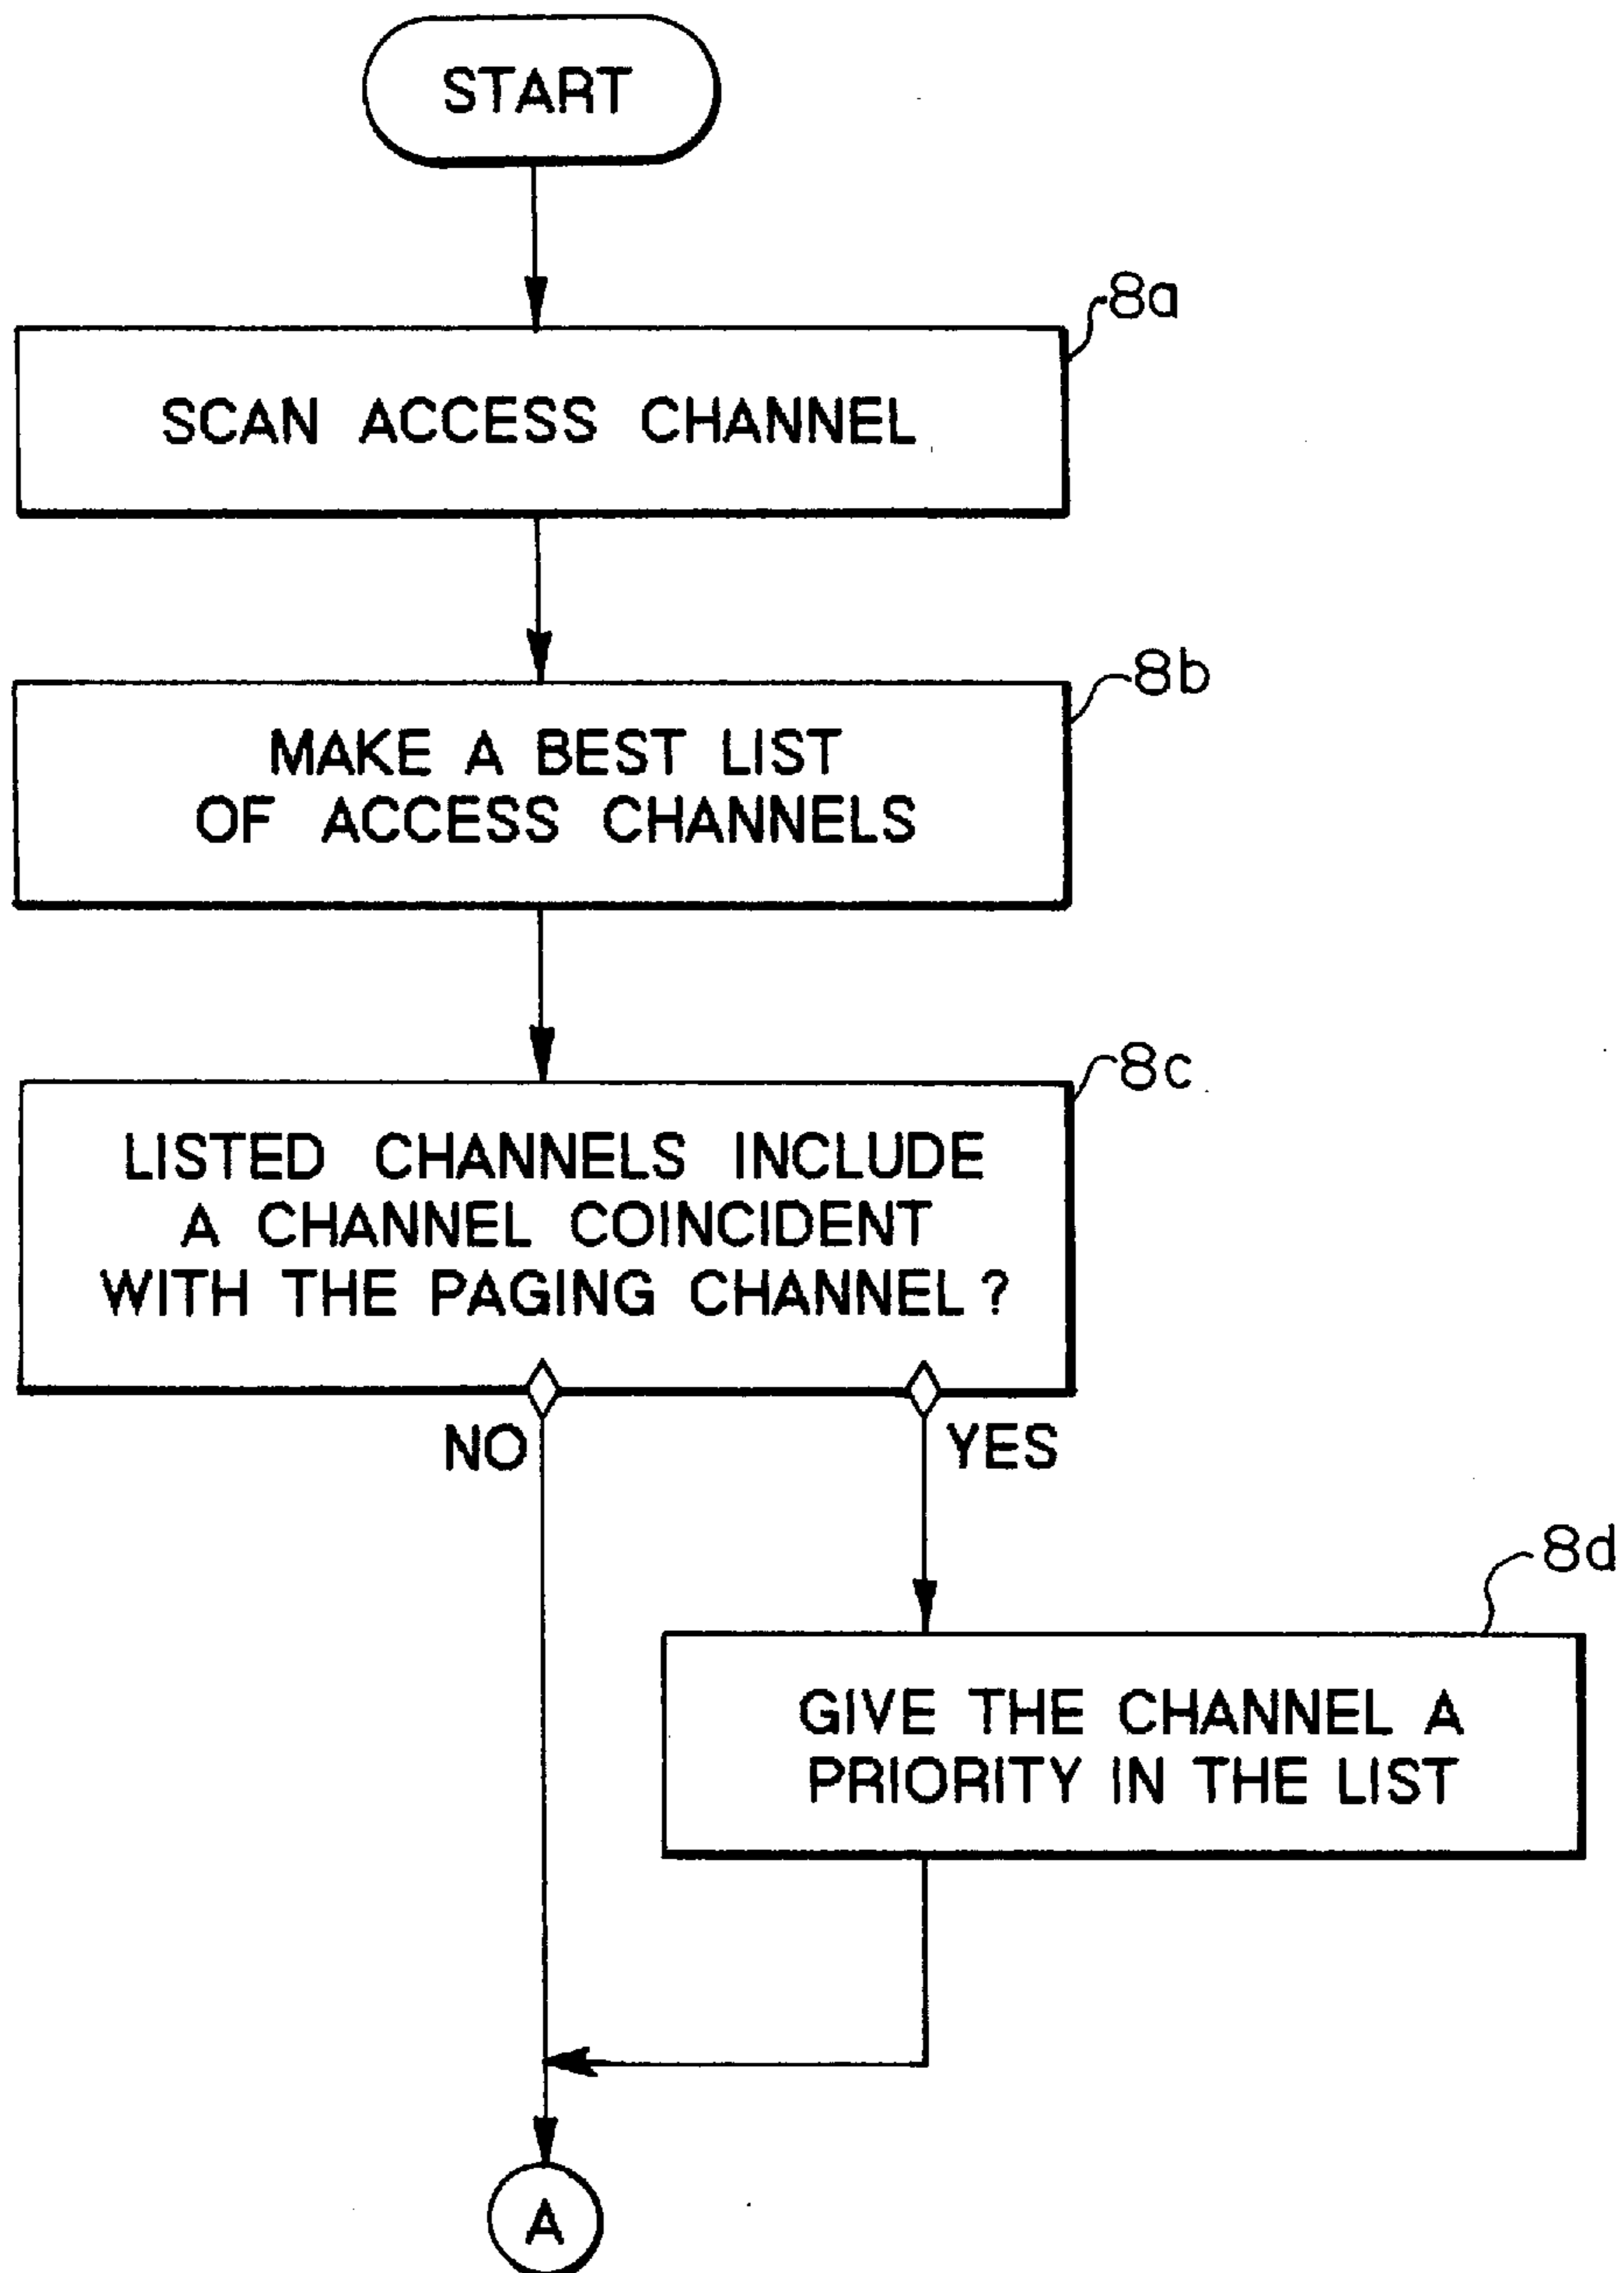 START
8a
SCAN ACCESS CHANNEL
8b
MAKE A BEST LIST
OF ACCESS CHANNELS
8c
LISTED CHANNELS INCLUDE
A CHANNEL COINCIDENT
WITH THE PAGING CHANNEL?
NO
YES
8d
GIVE THE CHANNEL A
PRIORITY IN THE LIST
A